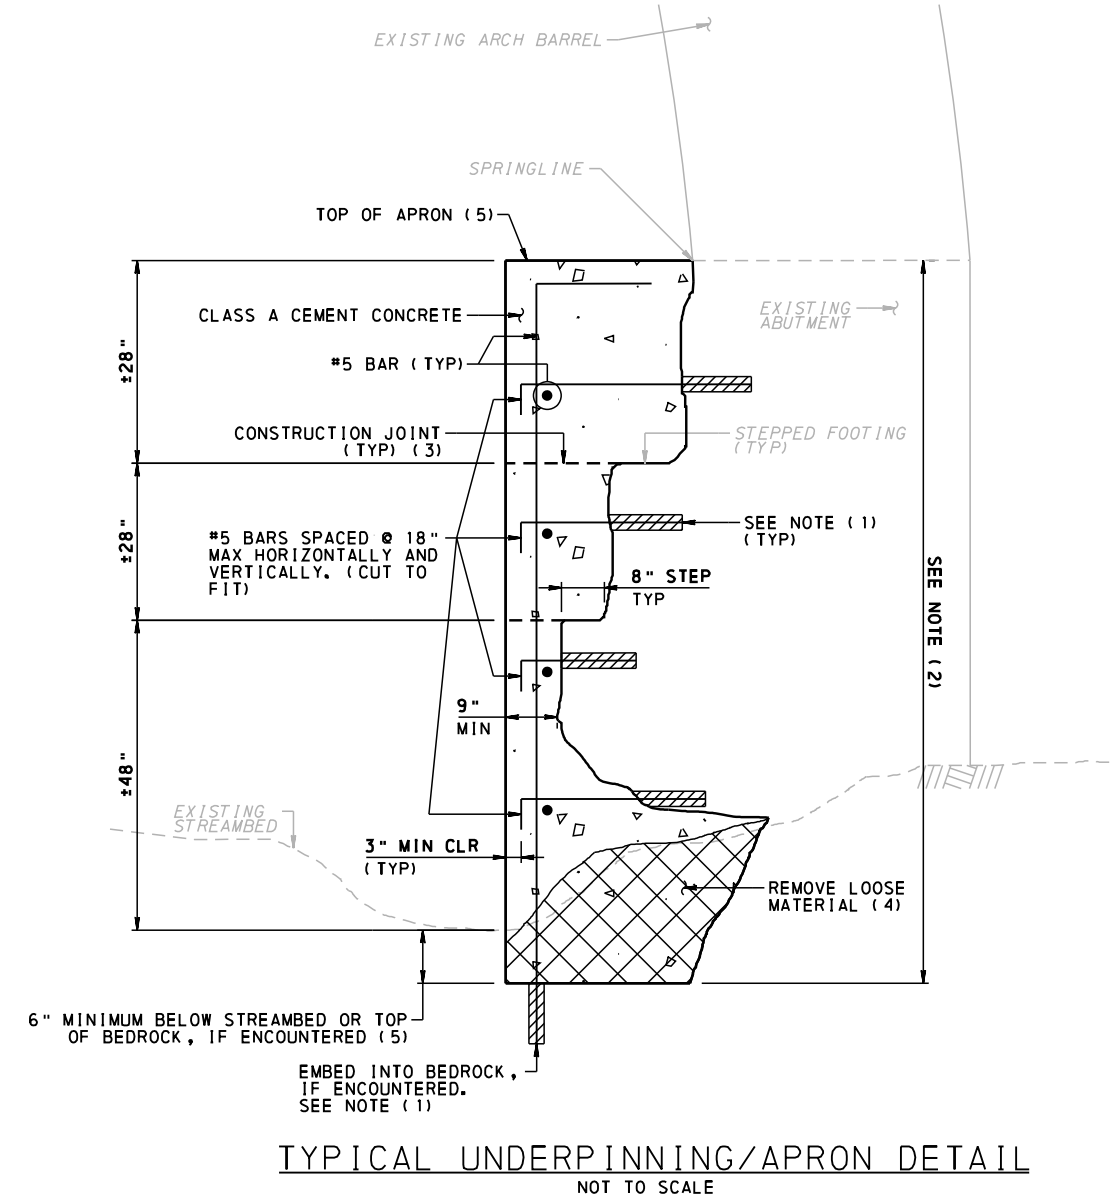 EXISTING ARCH BARREL
SPRINGLINE
TOP OF APRON (5)
CLASS A CEMENT CONCRETE
EXISTING
ABUTMENT
±28"
#5 BAR (TYP)
CONSTRUCTION JOINT
(TYP) (3)
STEPPED FOOTING
(TYP)
±28"
#5 BARS SPACED @ 18"
MAX HORIZONTALLY AND
VERTICALLY. (CUT TO
FIT)
SEE NOTE (1)
(TYP)
8" STEP
TYP
SEE NOTE (2)
9"
MIN
±48"
EXISTING
STREAMBED
3" MIN CLR
(TYP)
REMOVE LOOSE
MATERIAL (4)
6" MINIMUM BELOW STREAMBED OR TOP
OF BEDROCK, IF ENCOUNTERED (5)
EMBED INTO BEDROCK,
IF ENCOUNTERED.
SEE NOTE (1)
TYPICAL UNDERPINNING/APRON DETAIL
NOT TO SCALE